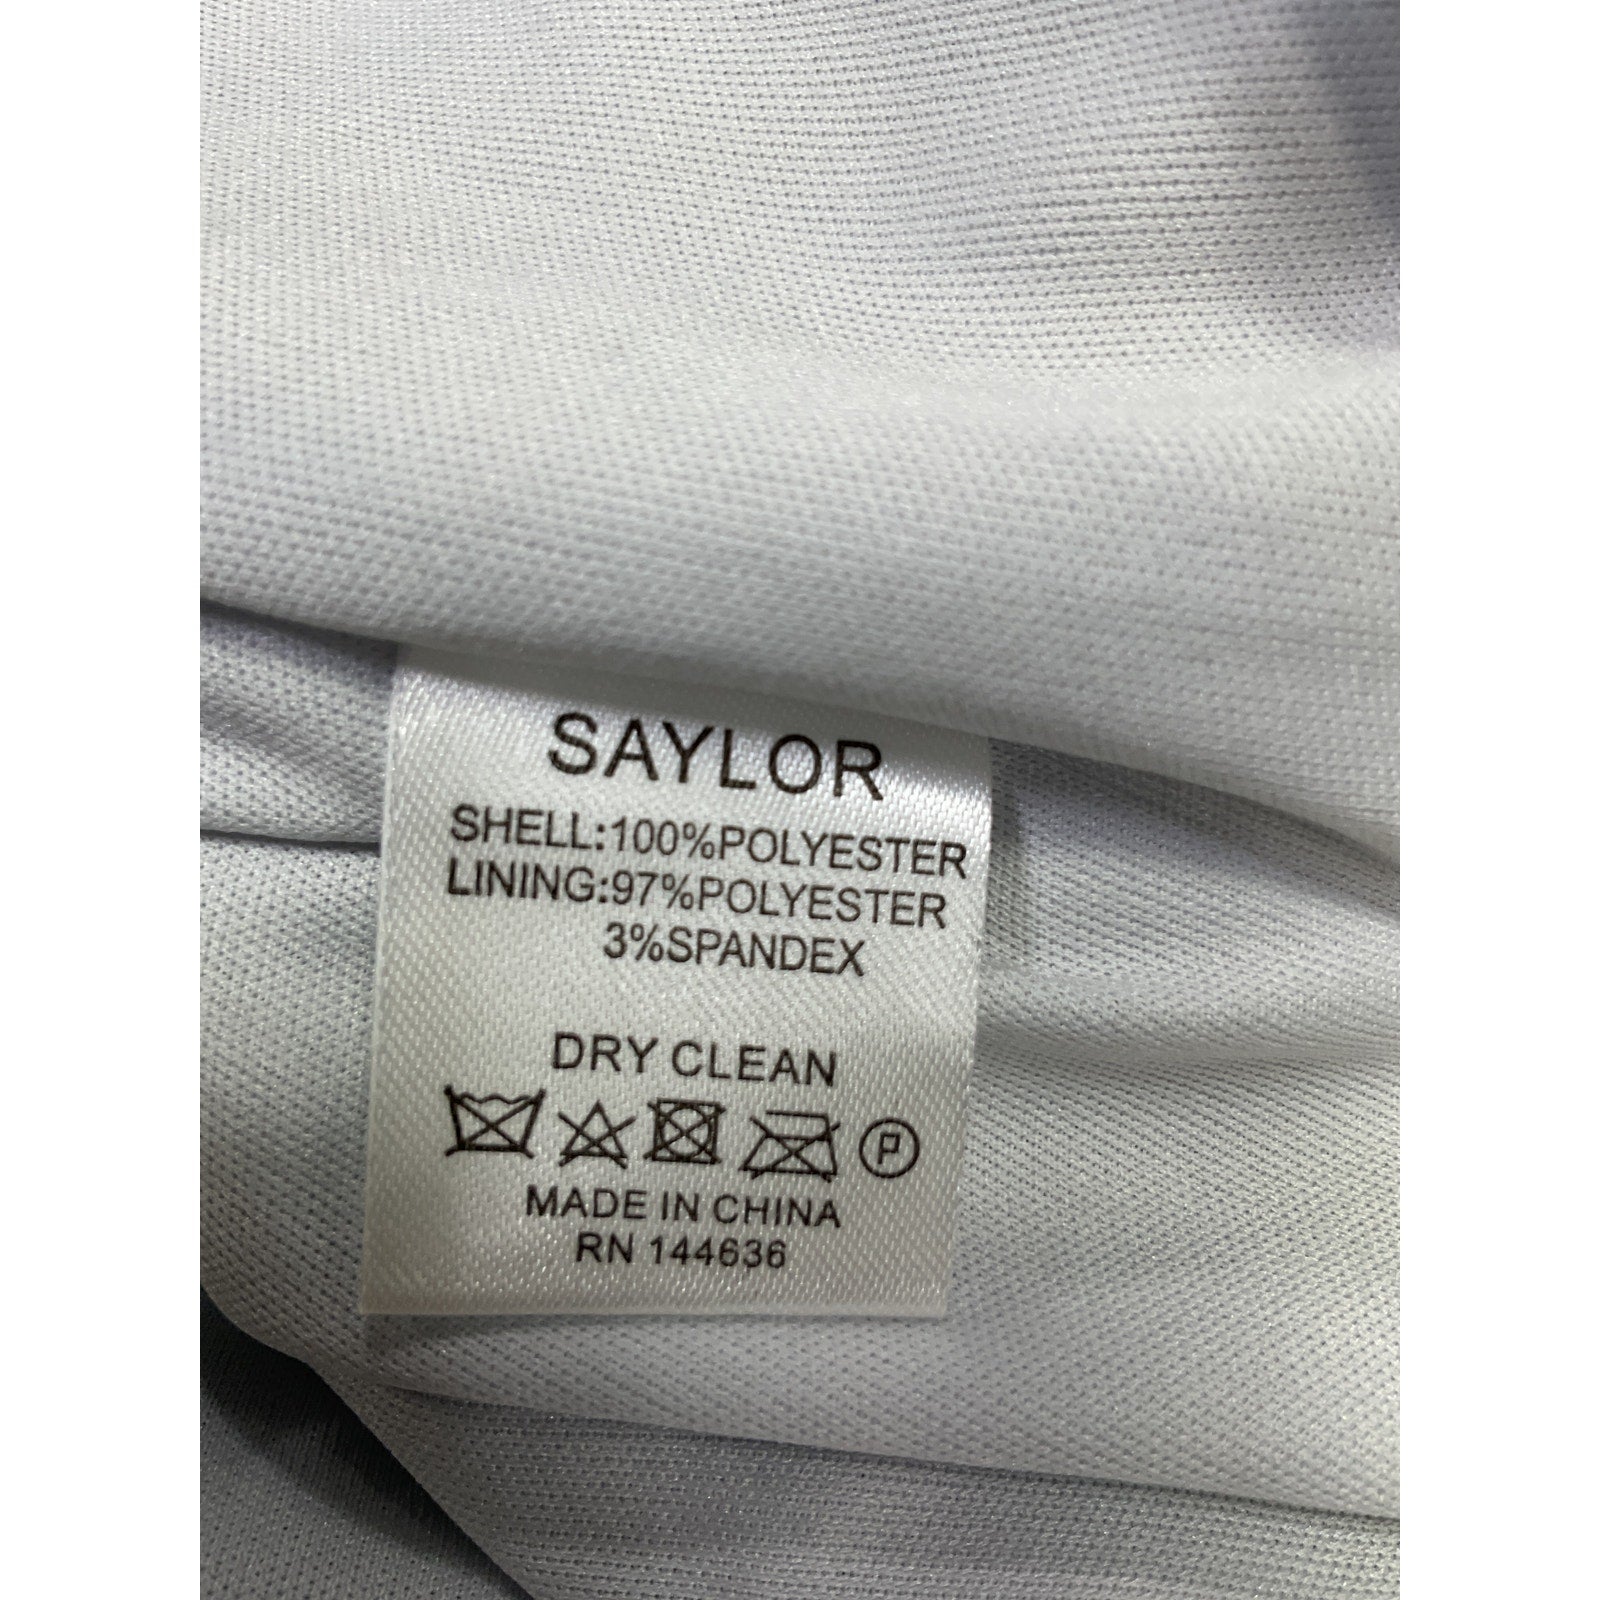 SAYLOR
SHELL:100%POLYESTER
LINING:97%POLYESTER
3%SPANDEX
DRY CLEAN
P
MADE IN CHINA
RN 144636